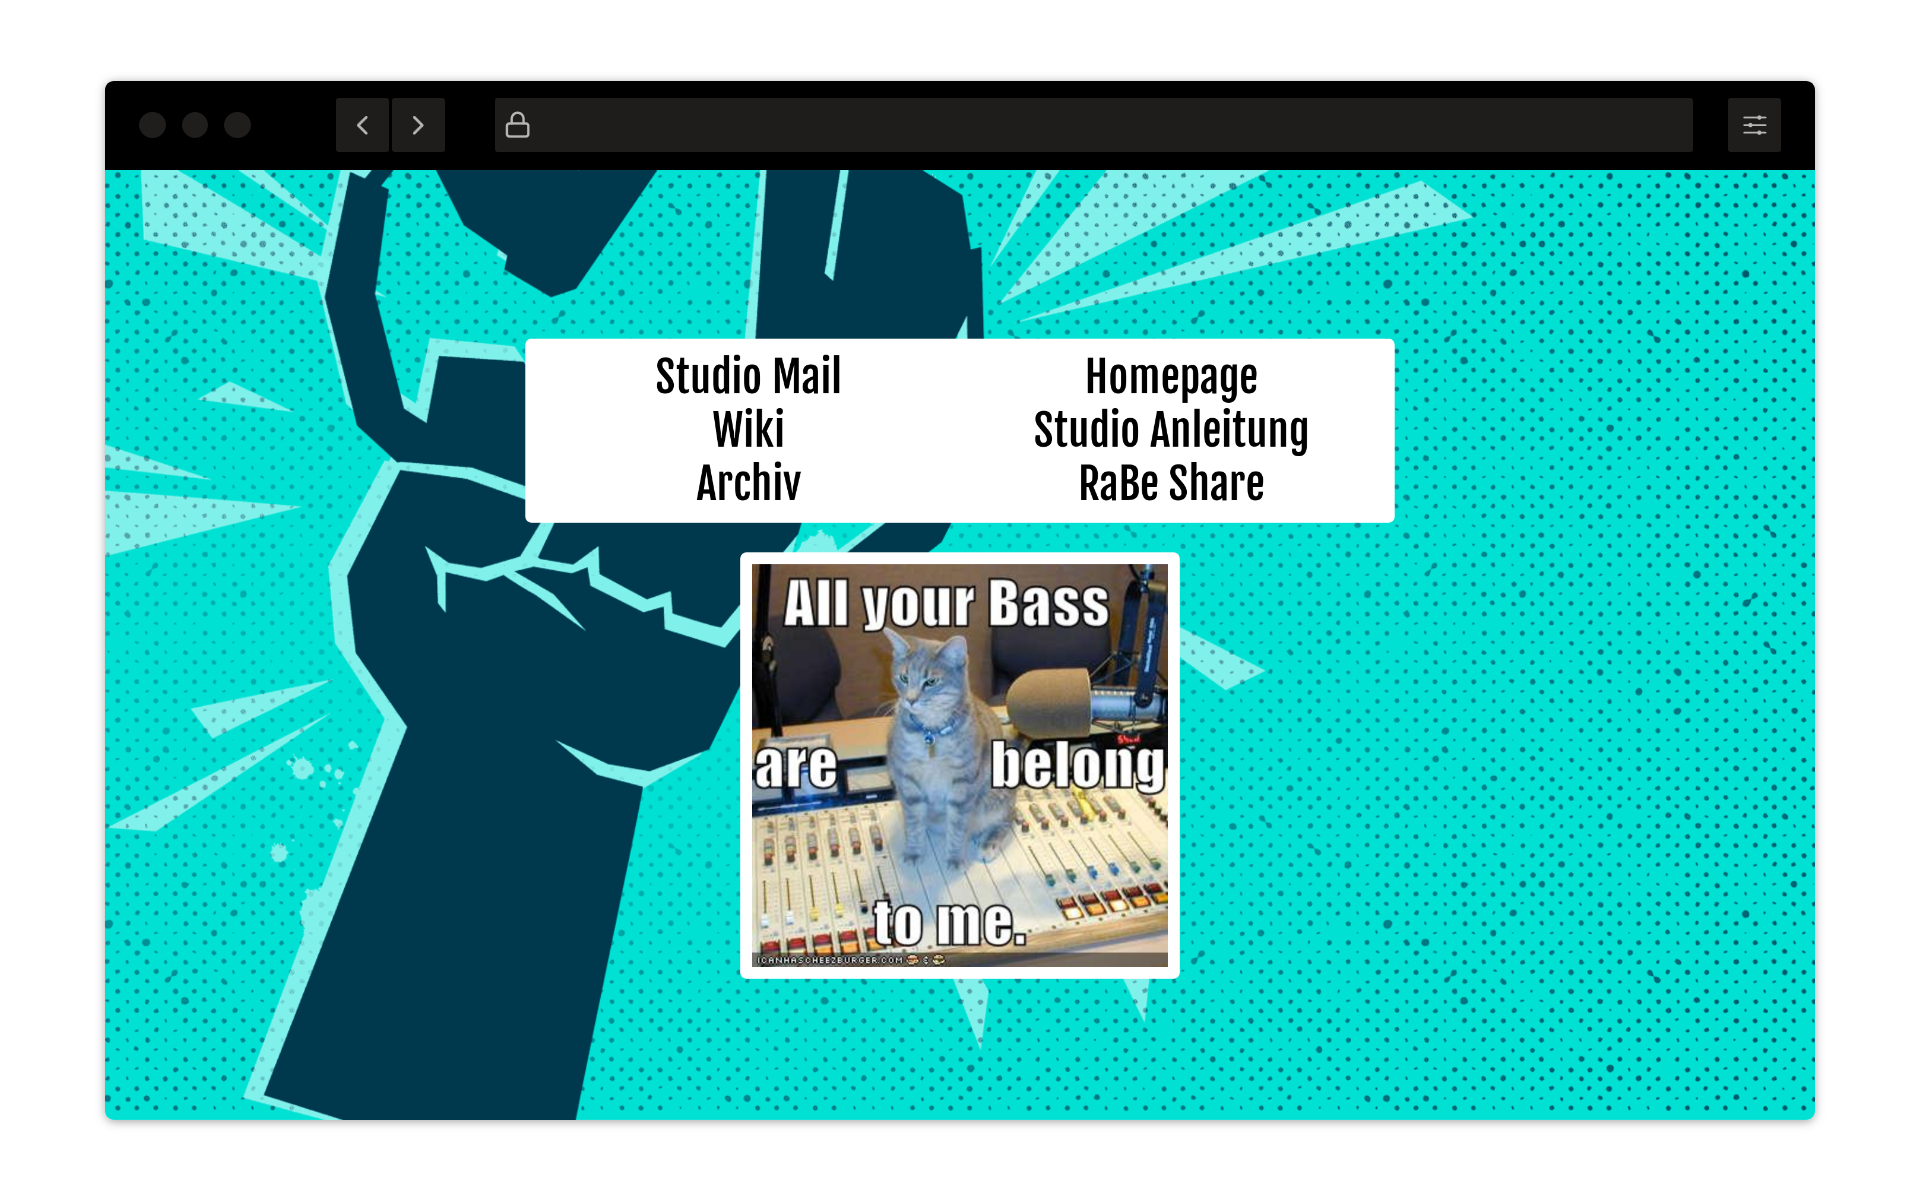 Studio Mail
Homepage
Wiki
Studio Anleitung
Archiv
RaBe Share
All your Bass
are belong
to me.
ICANHASCHEEZBURGER.COM